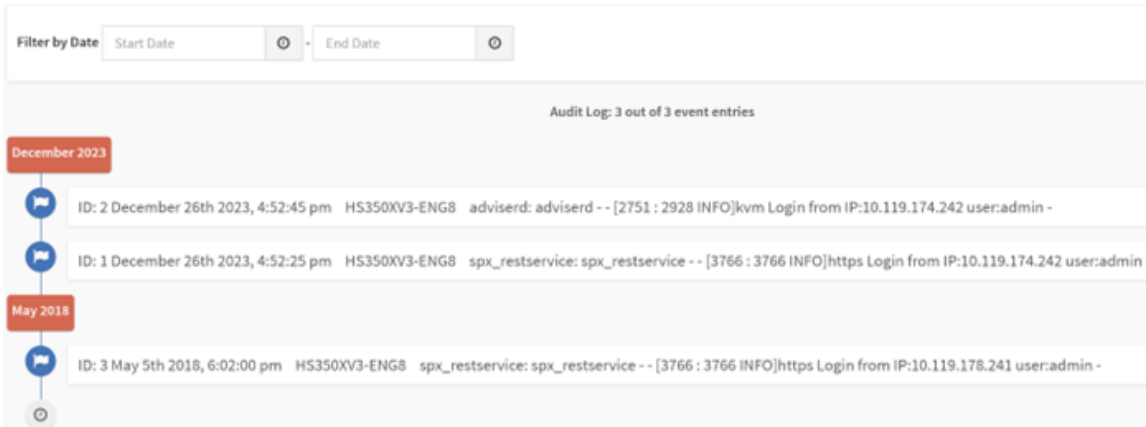 Filter by Date Start Date - End Date
Audit Log: 3 out of 3 event entries
December 2023
ID: 2 December 26th 2023, 4:52:45 pm HS350XV3-ENG8 adviserd: adviserd - - [2751 : 2928 INFO]kvm Login from IP:10.119.174.242 user:admin -
ID: 1 December 26th 2023, 4:52:25 pm HS350XV3-ENG8 spx_restservice: spx_restservice - - [3766 : 3766 INFO]https Login from IP:10.119.174.242 user:admin
May 2018
ID: 3 May 5th 2018, 6:02:00 pm HS350XV3-ENG8 spx_restservice: spx_restservice - - [3766 : 3766 INFO]https Login from IP:10.119.178.241 user:admin -